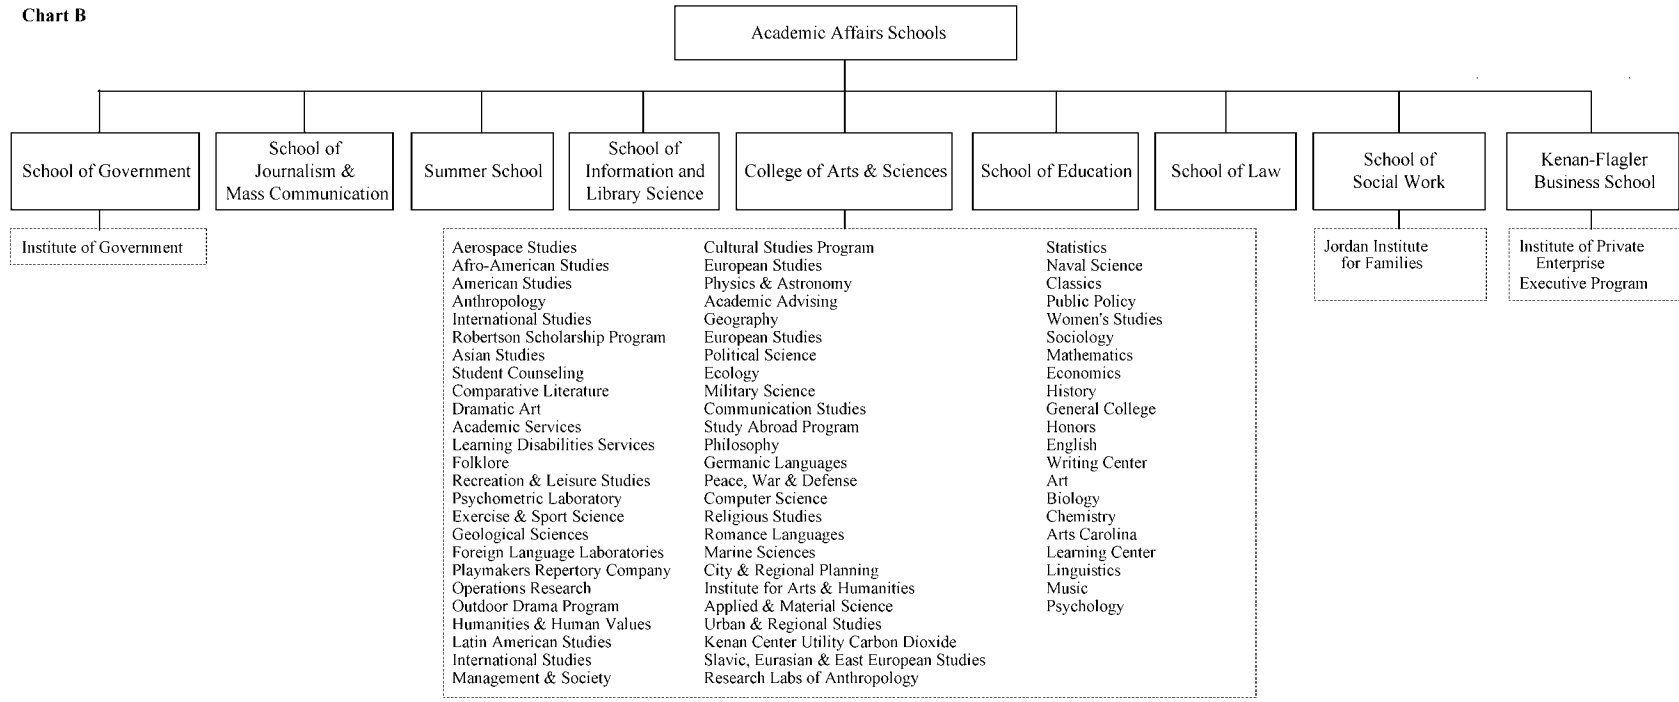 Chart B
Academic Affairs Schools
School of Government
School of
Journalism &
Mass Communication
Summer School
School of
Information and
Library Science
College of Arts & Sciences
School of Education
School of Law
School of
Social Work
Kenan-Flagler
Business School
Institute of Government
Aerospace Studies
Afro-American Studies
American Studies
Anthropology
International Studies
Robertson Scholarship Program
Asian Studies
Student Counseling
Comparative Literature
Dramatic Art
Academic Services
Learning Disabilities Services
Folklore
Recreation & Leisure Studies
Psychometric Laboratory
Exercise & Sport Science
Geological Sciences
Foreign Language Laboratories
Playmakers Repertory Company
Operations Research
Outdoor Drama Program
Humanities & Human Values
Latin American Studies
International Studies
Management & Society
Cultural Studies Program
European Studies
Physics & Astronomy
Academic Advising
Geography
European Studies
Political Science
Ecology
Military Science
Communication Studies
Study Abroad Program
Philosophy
Germanic Languages
Peace, War & Defense
Computer Science
Religious Studies
Romance Languages
Marine Sciences
City & Regional Planning
Institute for Arts & Humanities
Applied & Material Science
Urban & Regional Studies
Kenan Center Utility Carbon Dioxide
Slavic, Eurasian & East European Studies
Research Labs of Anthropology
Statistics
Naval Science
Classics
Public Policy
Women's Studies
Sociology
Mathematics
Economics
History
General College
Honors
English
Writing Center
Art
Biology
Chemistry
Arts Carolina
Learning Center
Linguistics
Music
Psychology
Jordan Institute
for Families
Institute of Private
Enterprise
Executive Program